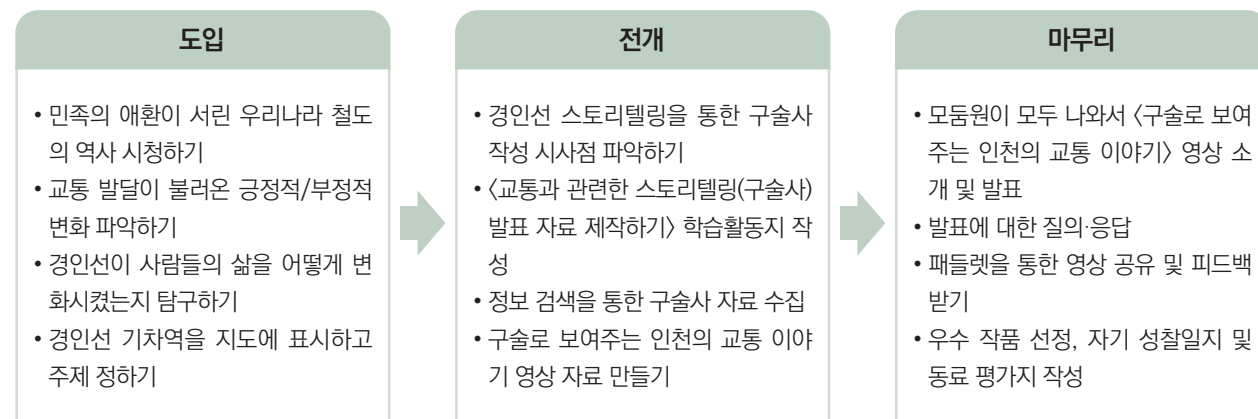 도입
• 민족의 애환이 서린 우리나라 철도
의 역사 시청하기
• 교통 발달이 불러온 긍정적/부정적
변화 파악하기
• 경인선이 사람들의 삶을 어떻게 변
화시켰는지 탐구하기
• 경인선 기차역을 지도에 표시하고
주제 정하기
전개
• 경인선 스토리텔링을 통한 구술사
작성 시사점 파악하기
• 〈교통과 관련한 스토리텔링(구술사)
발표 자료 제작하기〉 학습활동지 작
성
• 정보 검색을 통한 구술사 자료 수집
• 구술로 보여주는 인천의 교통 이야
기 영상 자료 만들기
마무리
• 모둠원이 모두 나와서 〈구술로 보여
주는 인천의 교통 이야기〉 영상 소
개 및 발표
• 발표에 대한 질의·응답
• 패들렛을 통한 영상 공유 및 피드백
받기
• 우수 작품 선정, 자기 성찰일지 및
동료 평가지 작성